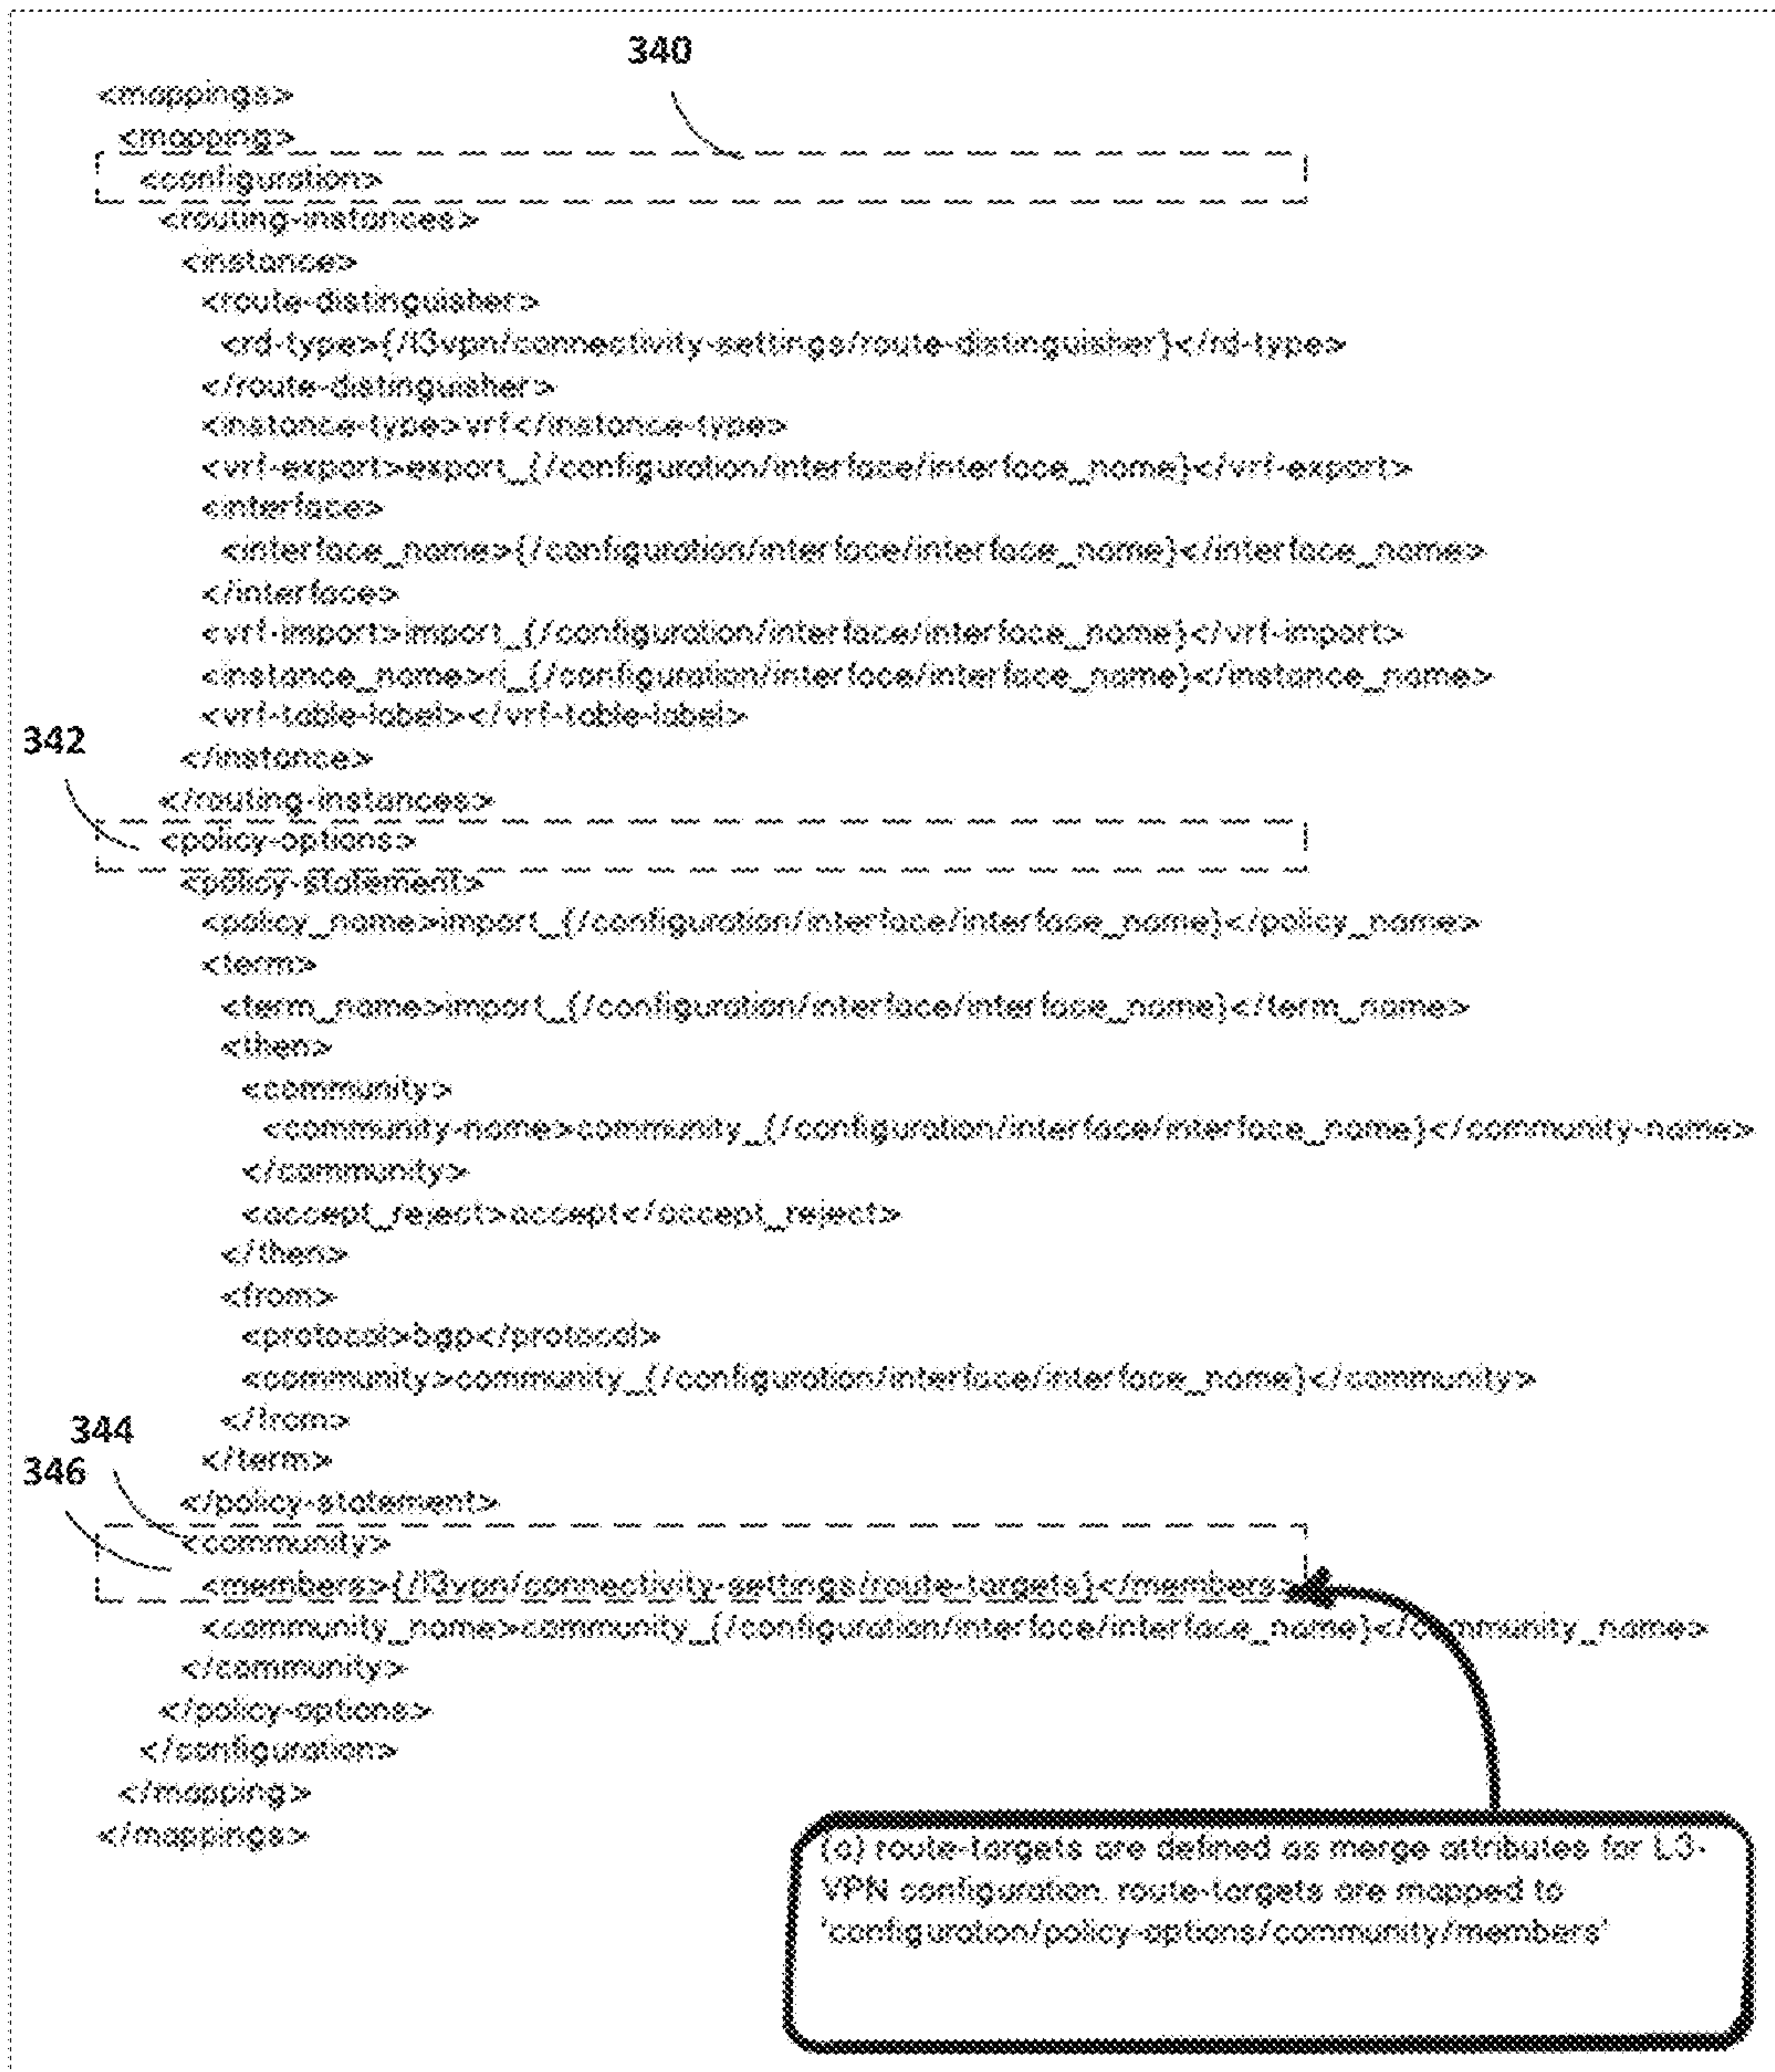 340
<mappings>
<mapping>
<configuration>
<routing-instances>
<instance>
<route-distinguisher>
<rd-type>{/l3vpn/connectivity-settings/route-distinguisher}</rd-type>
</route-distinguisher>
<instance-type>vrf</instance-type>
<vrf-export>export_{/configuration/interface/interface_name}</vrf-export>
<interface>
<interface_name>{/configuration/interface/interface_name}</interface_name>
</interface>
<vrf-import>import_{/configuration/interface/interface_name}</vrf-import>
<instance_name>ri_{/configuration/interface/interface_name}</instance_name>
<vrf-table-label></vrf-table-label>
342
</instance>
</routing-instances>
<policy-options>
<policy-statement>
<policy_name>import_{/configuration/interface/interface_name}</policy_name>
<term>
<term_name>import_{/configuration/interface/interface_name}</term_name>
<then>
<community>
<community-name>community_{/configuration/interface/interface_name}</community-name>
</community>
<accept_reject>accept</accept_reject>
</then>
<from>
<protocol>bgp</protocol>
<community>community_{/configuration/interface/interface_name}</community>
</from>
344
</term>
346
</policy-statement>
<community>
<members>{/l3vpn/connectivity-settings/route-targets}</members>
<community_name>community_{/configuration/interface/interface_name}</community_name>
</community>
</policy-options>
</configuration>
</mapping>
</mappings>
(a) route-targets are defined as merge attributes for L3-
VPN configuration. route-targets are mapped to
'configuration/policy-options/community/members'